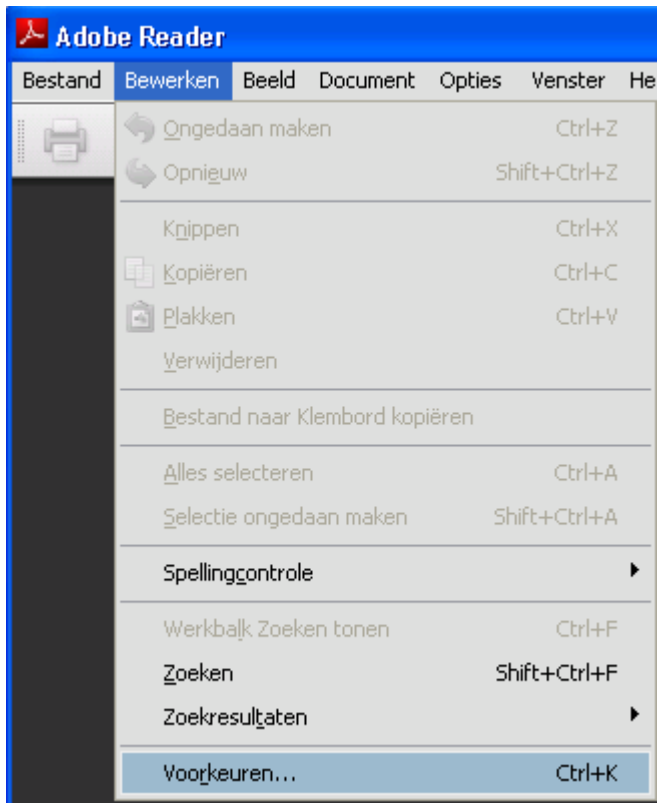 Adobe Reader
Bestand Bewerken Beeld Document Opties Venster He
Ongedaan maken Ctrl+Z
Opnieuw Shift+Ctrl+Z
Knippen Ctrl+X
Kopiëren Ctrl+C
Plakken Ctrl+V
Verwijderen
Bestand naar Klembord kopiëren
Alles selecteren Ctrl+A
Selectie ongedaan maken Shift+Ctrl+A
Spellingcontrole
Werkbalk Zoeken tonen Ctrl+F
Zoeken Shift+Ctrl+F
Zoekresultaten
Voorkeuren... Ctrl+K